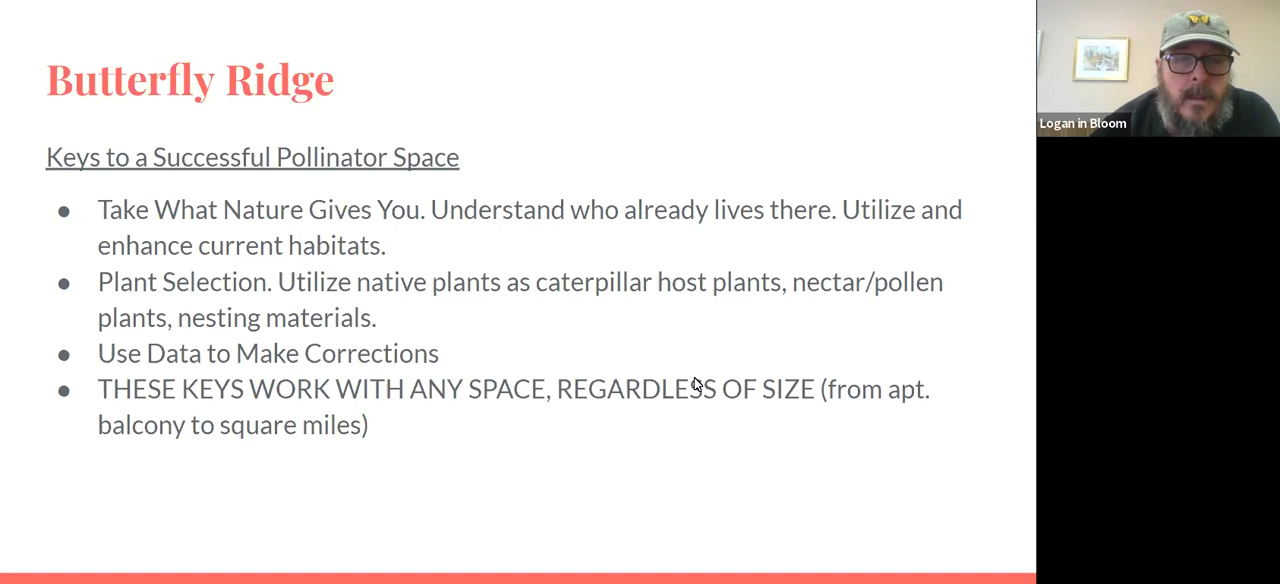 Butterfly Ridge
Keys to a Successful Pollinator Space
● Take What Nature Gives You. Understand who already lives there. Utilize and
enhance current habitats.
● Plant Selection. Utilize native plants as caterpillar host plants, nectar/pollen
plants, nesting materials.
● Use Data to Make Corrections
● THESE KEYS WORK WITH ANY SPACE, REGARDLESS OF SIZE (from apt.
balcony to square miles)
Logan in Bloom